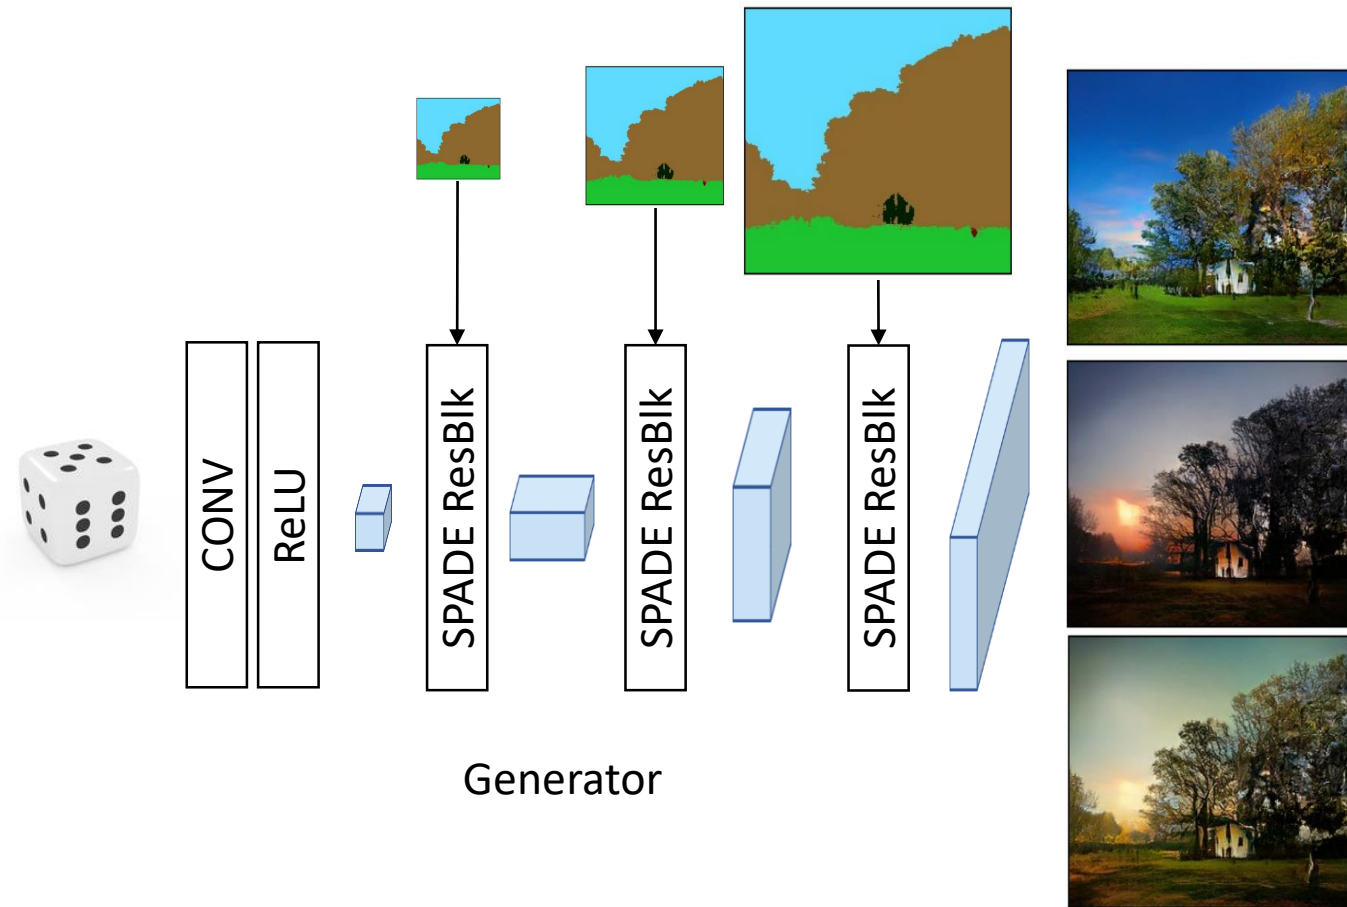 CONV
ReLU
SPADE ResBlk
SPADE ResBlk
SPADE ResBlk
Generator